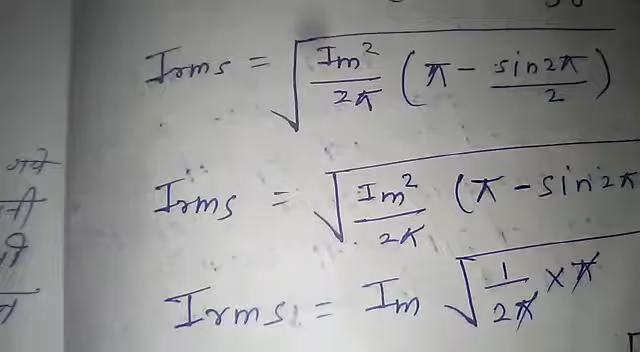 Irms = √(Im²/2π (π - sin2π/2))
Irms = √(Im²/2π (π - sin2π
Irms = Im √(1/2π × π)